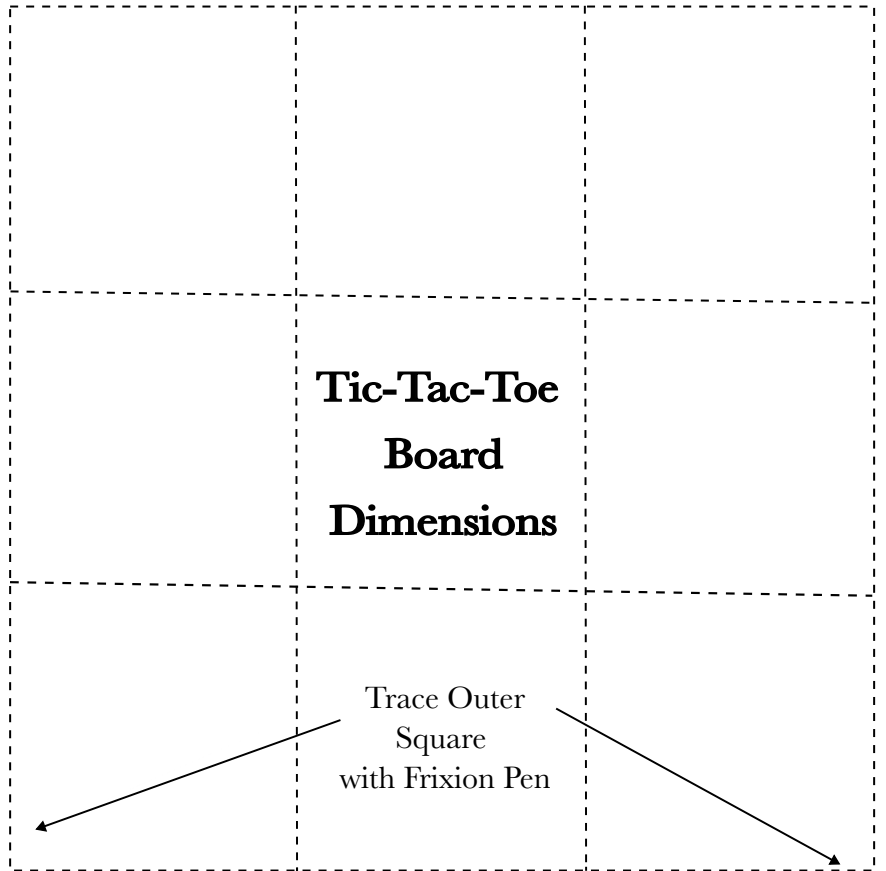 Tic-Tac-Toe
Board
Dimensions
Trace Outer
Square
with Frixion Pen